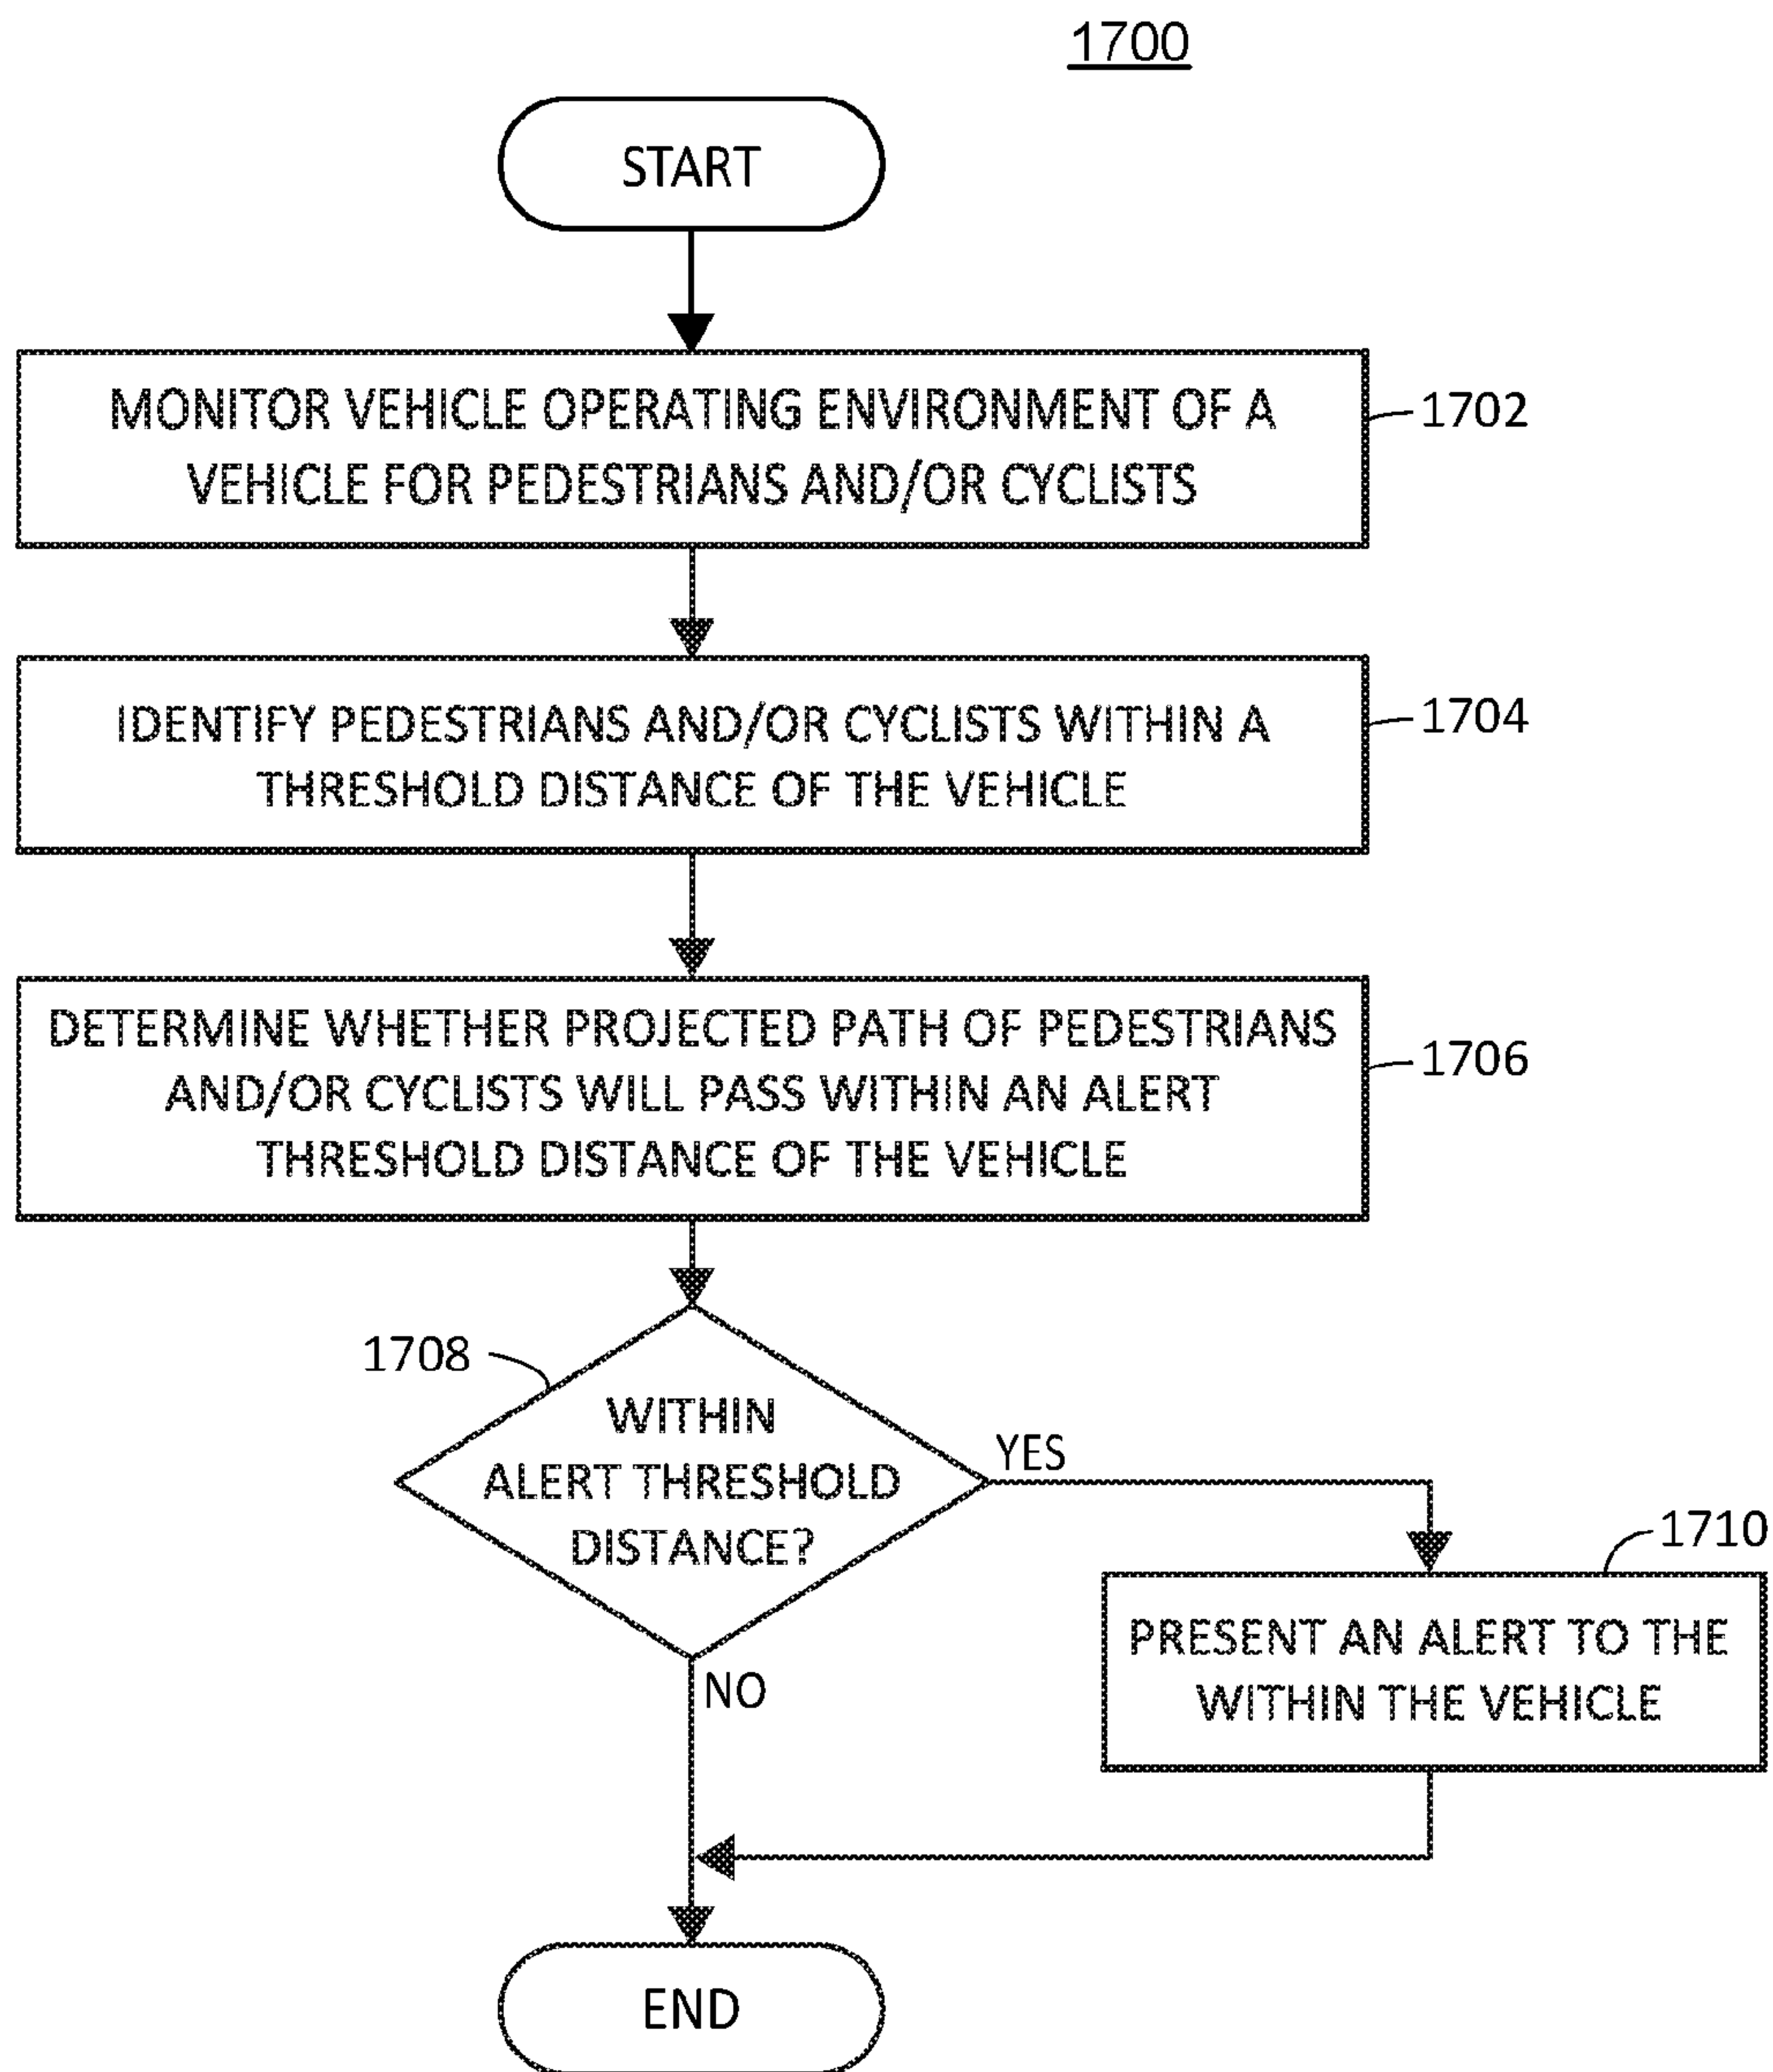 1700
START
MONITOR VEHICLE OPERATING ENVIRONMENT OF A
VEHICLE FOR PEDESTRIANS AND/OR CYCLISTS
1702
IDENTIFY PEDESTRIANS AND/OR CYCLISTS WITHIN A
THRESHOLD DISTANCE OF THE VEHICLE
1704
DETERMINE WHETHER PROJECTED PATH OF PEDESTRIANS
AND/OR CYCLISTS WILL PASS WITHIN AN ALERT
THRESHOLD DISTANCE OF THE VEHICLE
1706
1708
WITHIN
ALERT THRESHOLD
DISTANCE?
YES
1710
PRESENT AN ALERT TO THE
WITHIN THE VEHICLE
NO
END